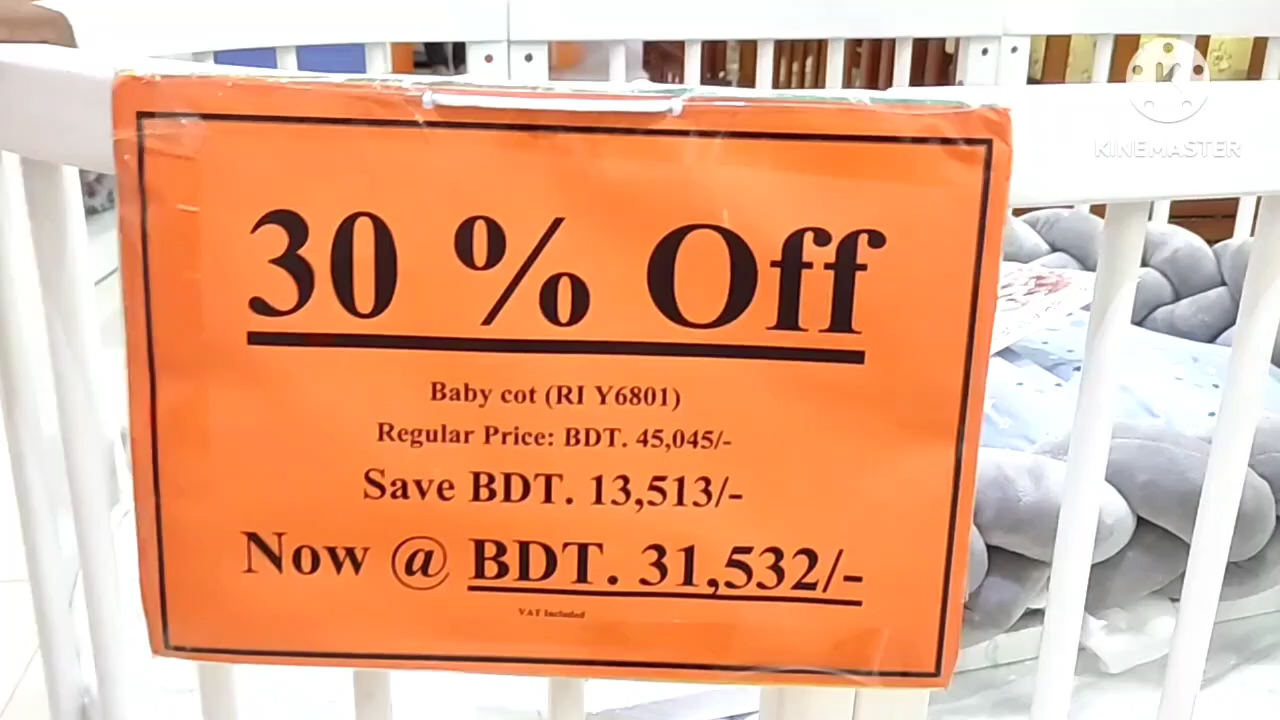 KINEMASTER
30 % Off
Baby cot (RI Y6801)
Regular Price: BDT. 45,045/-
Save BDT. 13,513/-
Now @ BDT. 31,532/-
VAT Included